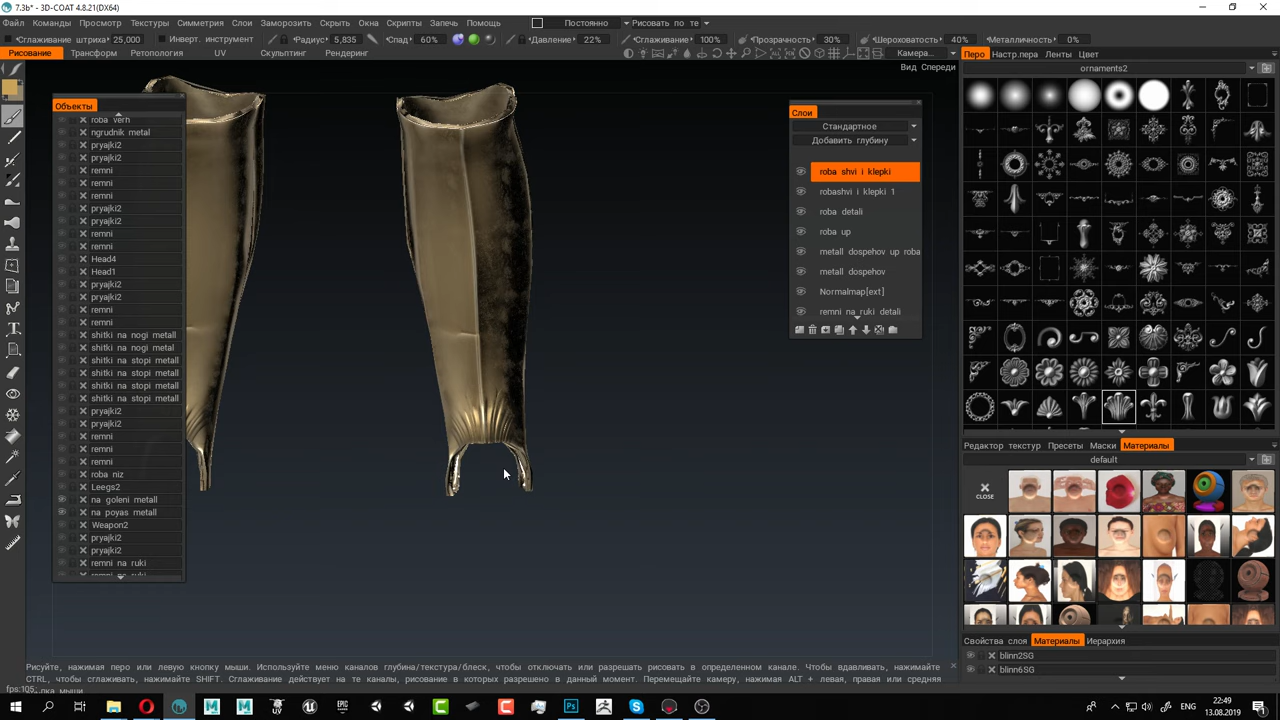 7.3b* - 3D-COAT 4.8.21(DX64)
Файл Команды Просмотр Текстуры Симметрия Слои Заморозить Скрыть Окна Скрипты Запечь Помощь Постоянно Рисовать по те
Сглаживание штриха: 25,000 Инверт. инструмент Радиус: 5,835 Спад: 60% Давление: 22% Сглаживание: 100% Прозрачность: 30% Шероховатость: 40% Металличность: 0%
Рисование Трансформ Ретопология UV Скульптинг Рендеринг Камера...
Вид Спереди
Перо Настр.пера Ленты Цвет
ornaments2
Объекты
roba verh
ngrudnik metal
pryajki2
pryajki2
remni
remni
remni
pryajki2
pryajki2
remni
remni
Head4
Head1
pryajki2
pryajki2
remni
remni
shitki na nogi metall
shitki na nogi metal
shitki na stopi metall
shitki na stopi metall
shitki na stopi metall
shitki na stopi metall
pryajki2
pryajki2
remni
remni
remni
roba niz
Leegs2
na goleni metall
na poyas metall
Weapon2
pryajki2
pryajki2
remni na ruki
remni na ruki
Слои
Стандартное
Добавить глубину
roba shvi i klepki
robashvi i klepki 1
roba detali
roba up
metall dospehov up roba
metall dospehov
Normalmap[ext]
remni na ruki detali
Редактор текстур Пресеты Маски Материалы
default
CLOSE
Свойства слоя Материалы Иерархия
blinn2SG
blinn6SG
Рисуйте, нажимая перо или левую кнопку мыши. Используйте меню каналов глубина/текстура/блеск, чтобы отключать или разрешать рисовать в определенном канале. Чтобы вдавливать, нажимайте
CTRL, чтобы сглаживать, нажимайте SHIFT. Сглаживание действует на те каналы, рисование в которых разрешено в данный момент. Перемещайте камеру, нажимая ALT + левая, правая или средняя
fps:105;
22:49
13.08.2019